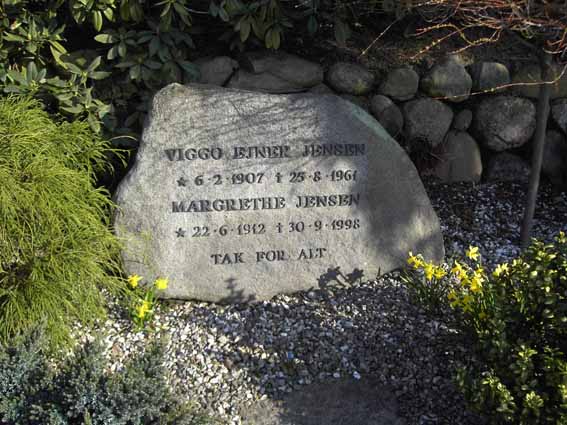 VIGGO EJNER JENSEN
★ 6·2·1907 † 25·8·1961
MARGRETHE JENSEN
★ 22·6·1912 † 30·9·1998
TAK FOR ALT